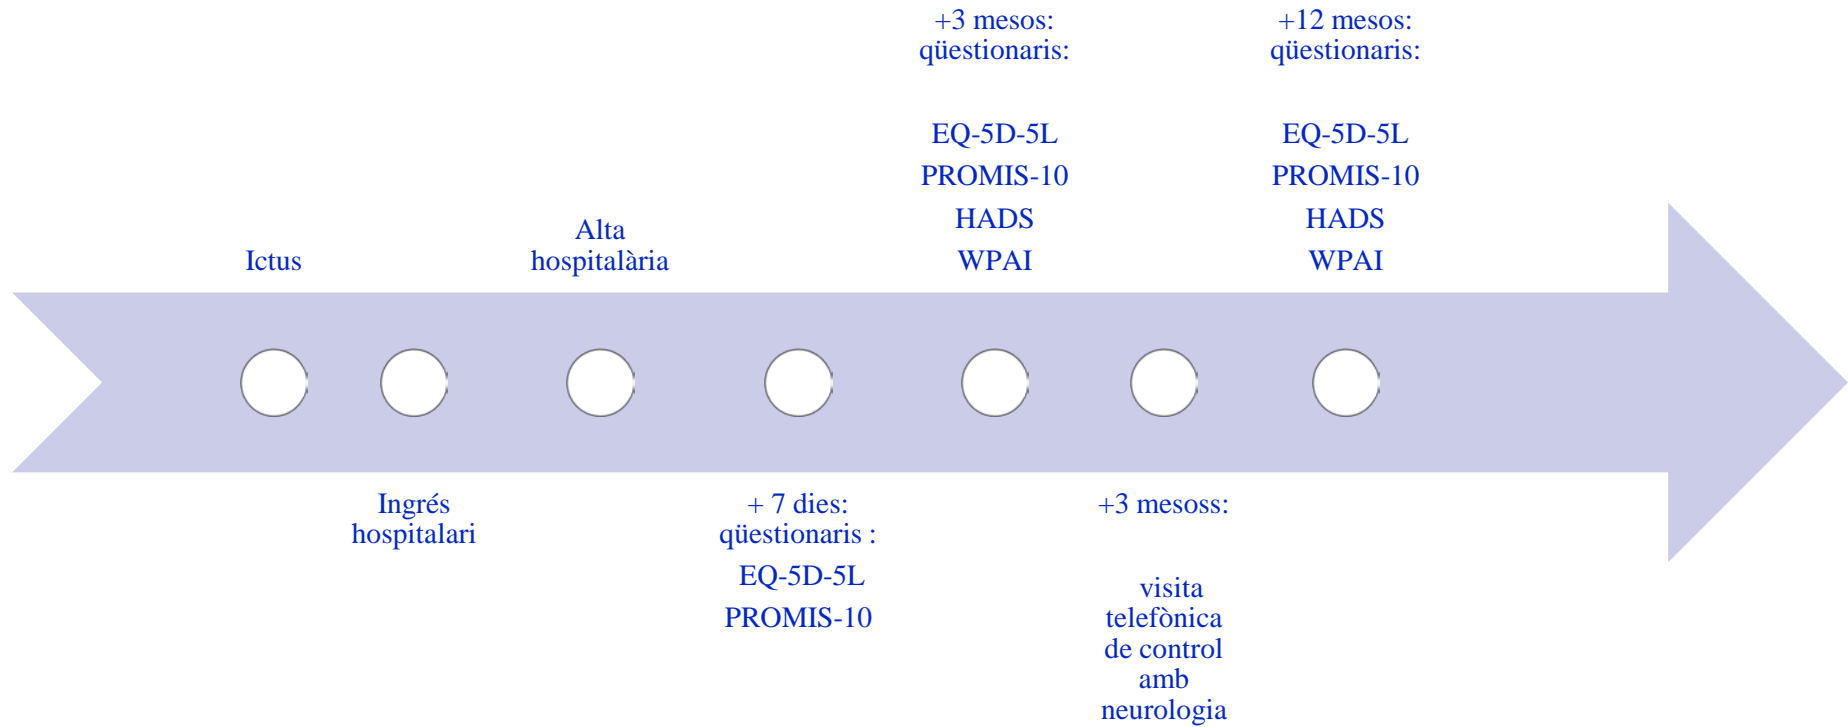 Ictus
Ingrés
hospitalari
Alta
hospitalària
+ 7 dies:
qüestionaris :
EQ-5D-5L
PROMIS-10
+3 mesos:
qüestionaris:
EQ-5D-5L
PROMIS-10
HADS
WPAI
+3 mesoss:
visita
telefònica
de control
amb
neurologia
+12 mesos:
qüestionaris:
EQ-5D-5L
PROMIS-10
HADS
WPAI